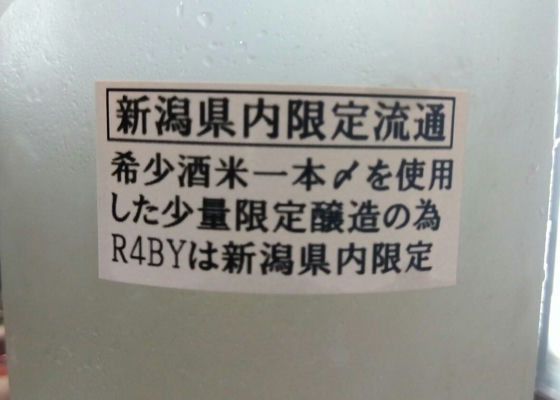 新潟県内限定流通
希少酒米一本〆を使用
した少量限定醸造の為
R4BYは新潟県内限定